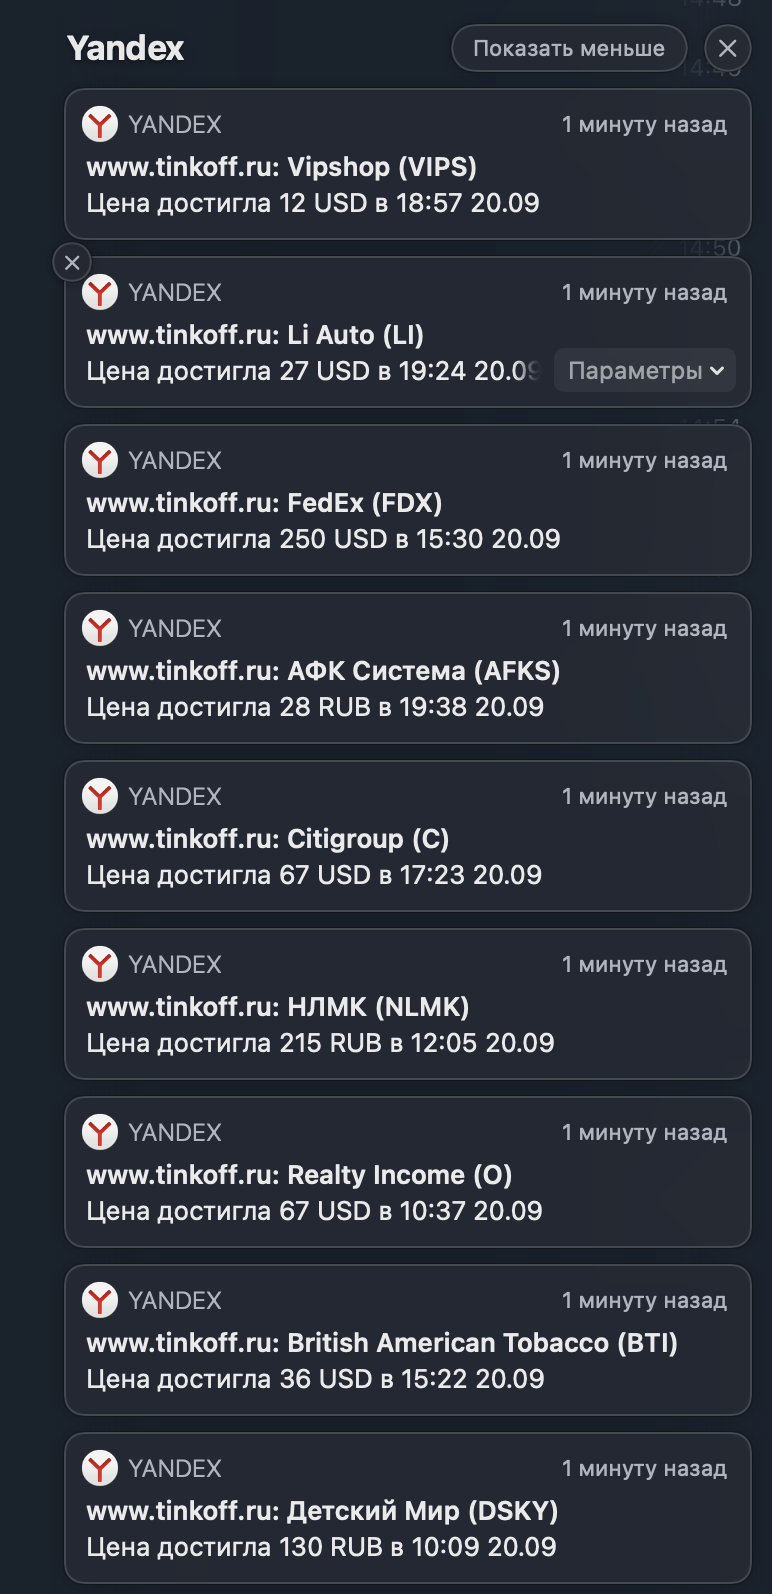 Yandex
Показать меньше
YANDEX
1 минуту назад
www.tinkoff.ru: Vipshop (VIPS)
Цена достигла 12 USD в 18:57 20.09
14:50
YANDEX
1 минуту назад
www.tinkoff.ru: Li Auto (LI)
Цена достигла 27 USD в 19:24 20.09
Параметры
YANDEX
1 минуту назад
www.tinkoff.ru: FedEx (FDX)
Цена достигла 250 USD в 15:30 20.09
YANDEX
1 минуту назад
www.tinkoff.ru: АФК Система (AFKS)
Цена достигла 28 RUB в 19:38 20.09
YANDEX
1 минуту назад
www.tinkoff.ru: Citigroup (C)
Цена достигла 67 USD в 17:23 20.09
YANDEX
1 минуту назад
www.tinkoff.ru: НЛМК (NLMK)
Цена достигла 215 RUB в 12:05 20.09
YANDEX
1 минуту назад
www.tinkoff.ru: Realty Income (O)
Цена достигла 67 USD в 10:37 20.09
YANDEX
1 минуту назад
www.tinkoff.ru: British American Tobacco (BTI)
Цена достигла 36 USD в 15:22 20.09
YANDEX
1 минуту назад
www.tinkoff.ru: Детский Мир (DSKY)
Цена достигла 130 RUB в 10:09 20.09